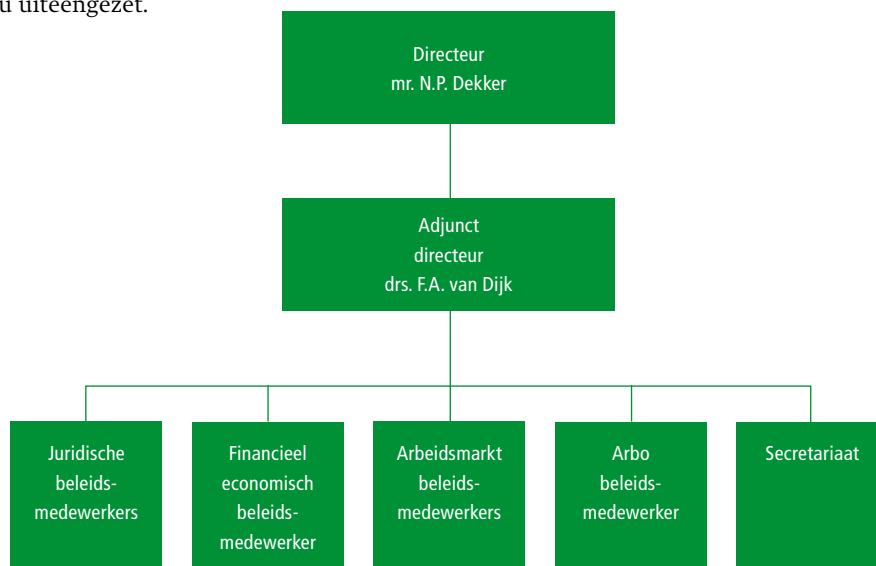 u uiteengezet.
Directeur
mr. N.P. Dekker
Adjunct
directeur
drs. F.A. van Dijk
Juridische
beleids-
medewerkers
Financieel
economisch
beleids-
medewerker
Arbeidsmarkt
beleids-
medewerkers
Arbo
beleids-
medewerker
Secretariaat